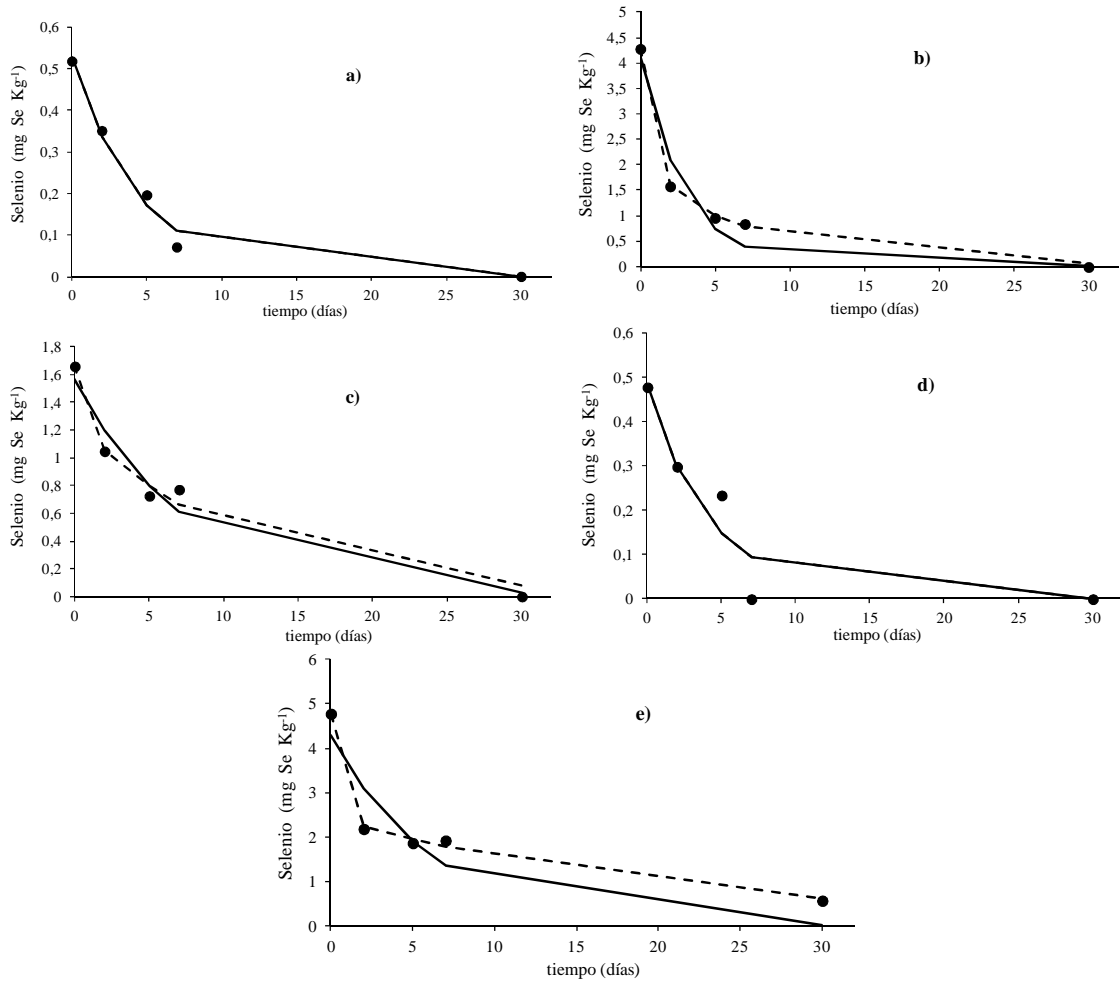 a)
Selenio (mg Se Kg⁻¹)
0,6
0,5
0,4
0,3
0,2
0,1
0
0 5 10 15 20 25 30
tiempo (días)
b)
Selenio (mg Se Kg⁻¹)
5
4,5
4
3,5
3
2,5
2
1,5
1
0,5
0
0 5 10 15 20 25 30
tiempo (días)
c)
Selenio (mg Se Kg⁻¹)
1,8
1,6
1,4
1,2
1
0,8
0,6
0,4
0,2
0
0 5 10 15 20 25 30
tiempo (días)
d)
Selenio (mg Se Kg⁻¹)
0,6
0,5
0,4
0,3
0,2
0,1
0
0 5 10 15 20 25 30
tiempo (días)
e)
Selenio (mg Se Kg⁻¹)
6
5
4
3
2
1
0
0 5 10 15 20 25 30
tiempo (días)